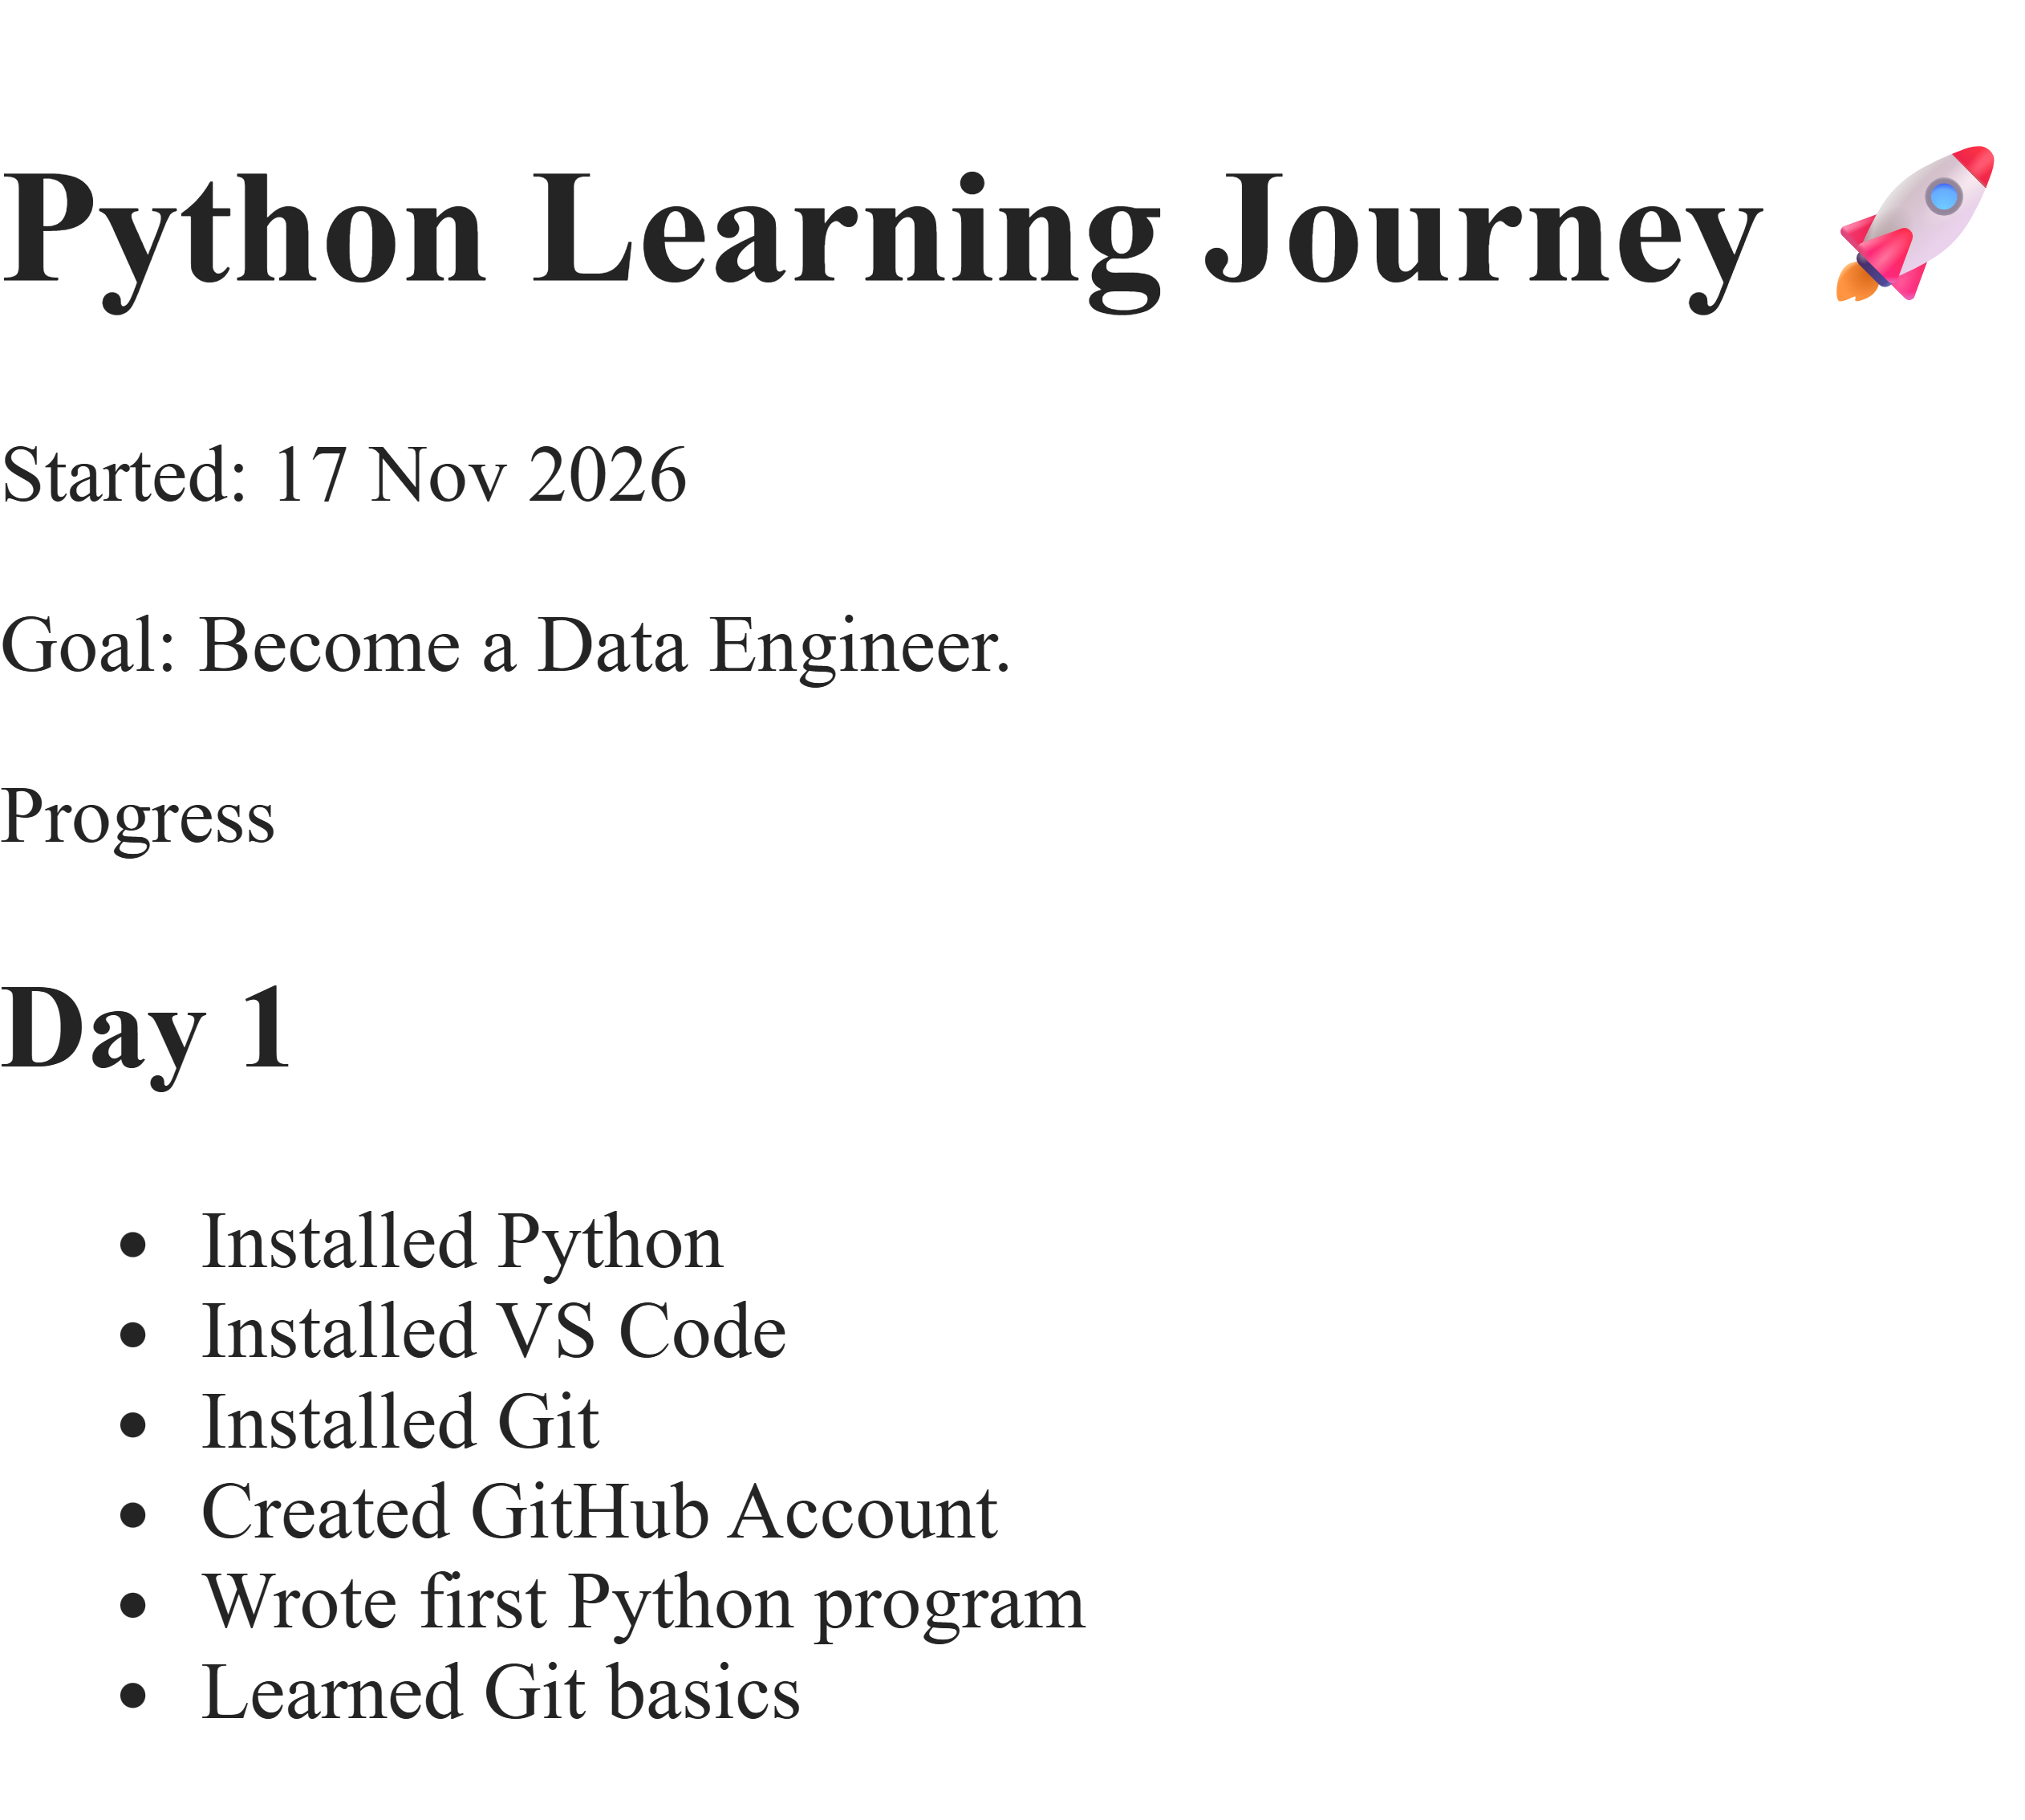 Python Learning Journey 🚀
Started: 17 Nov 2026
Goal: Become a Data Engineer.
Progress
Day 1
• Installed Python
• Installed VS Code
• Installed Git
• Created GitHub Account
• Wrote first Python program
• Learned Git basics